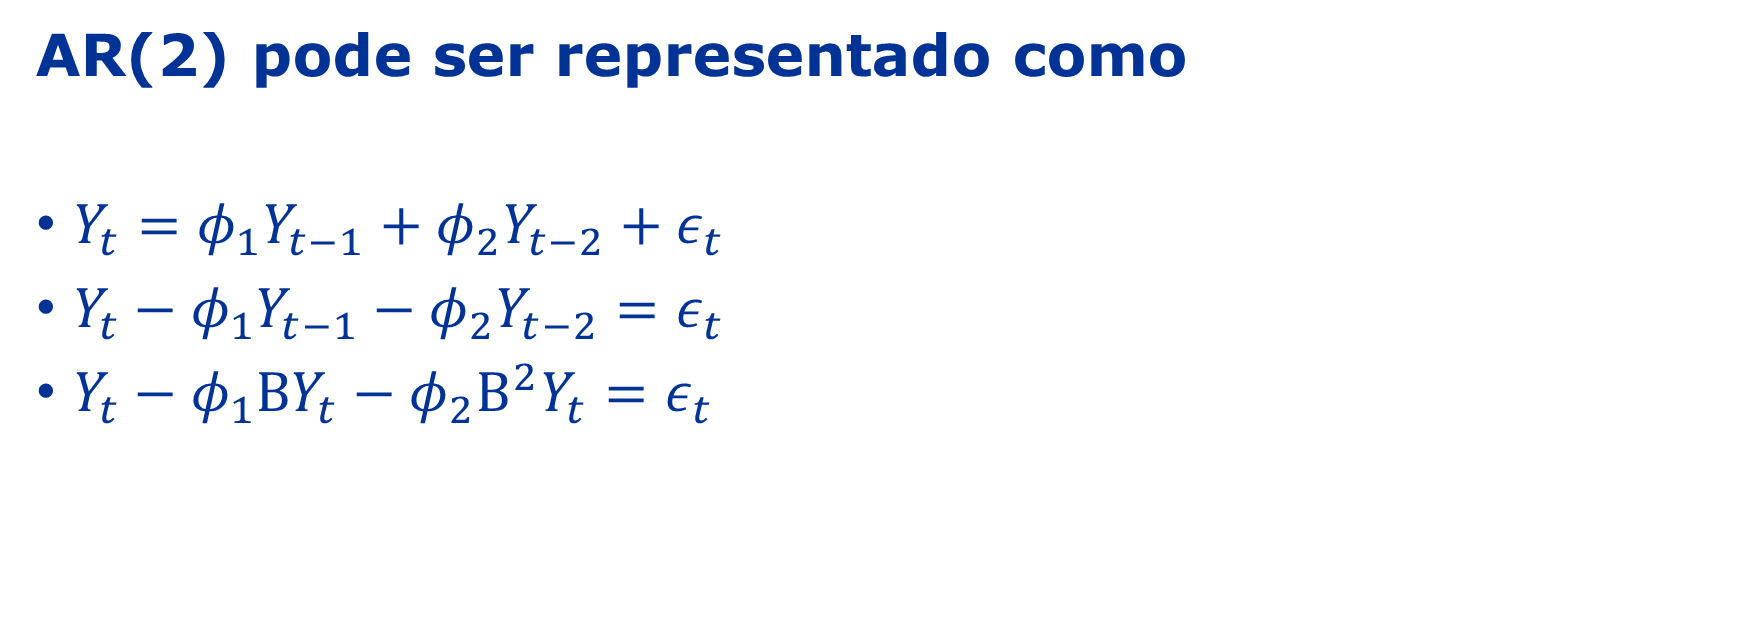 AR(2) pode ser representado como
• 𝑌ₜ = 𝜙₁𝑌ₜ₋₁ + 𝜙₂𝑌ₜ₋₂ + 𝜖ₜ
• 𝑌ₜ − 𝜙₁𝑌ₜ₋₁ − 𝜙₂𝑌ₜ₋₂ = 𝜖ₜ
• 𝑌ₜ − 𝜙₁B𝑌ₜ − 𝜙₂B²𝑌ₜ = 𝜖ₜ